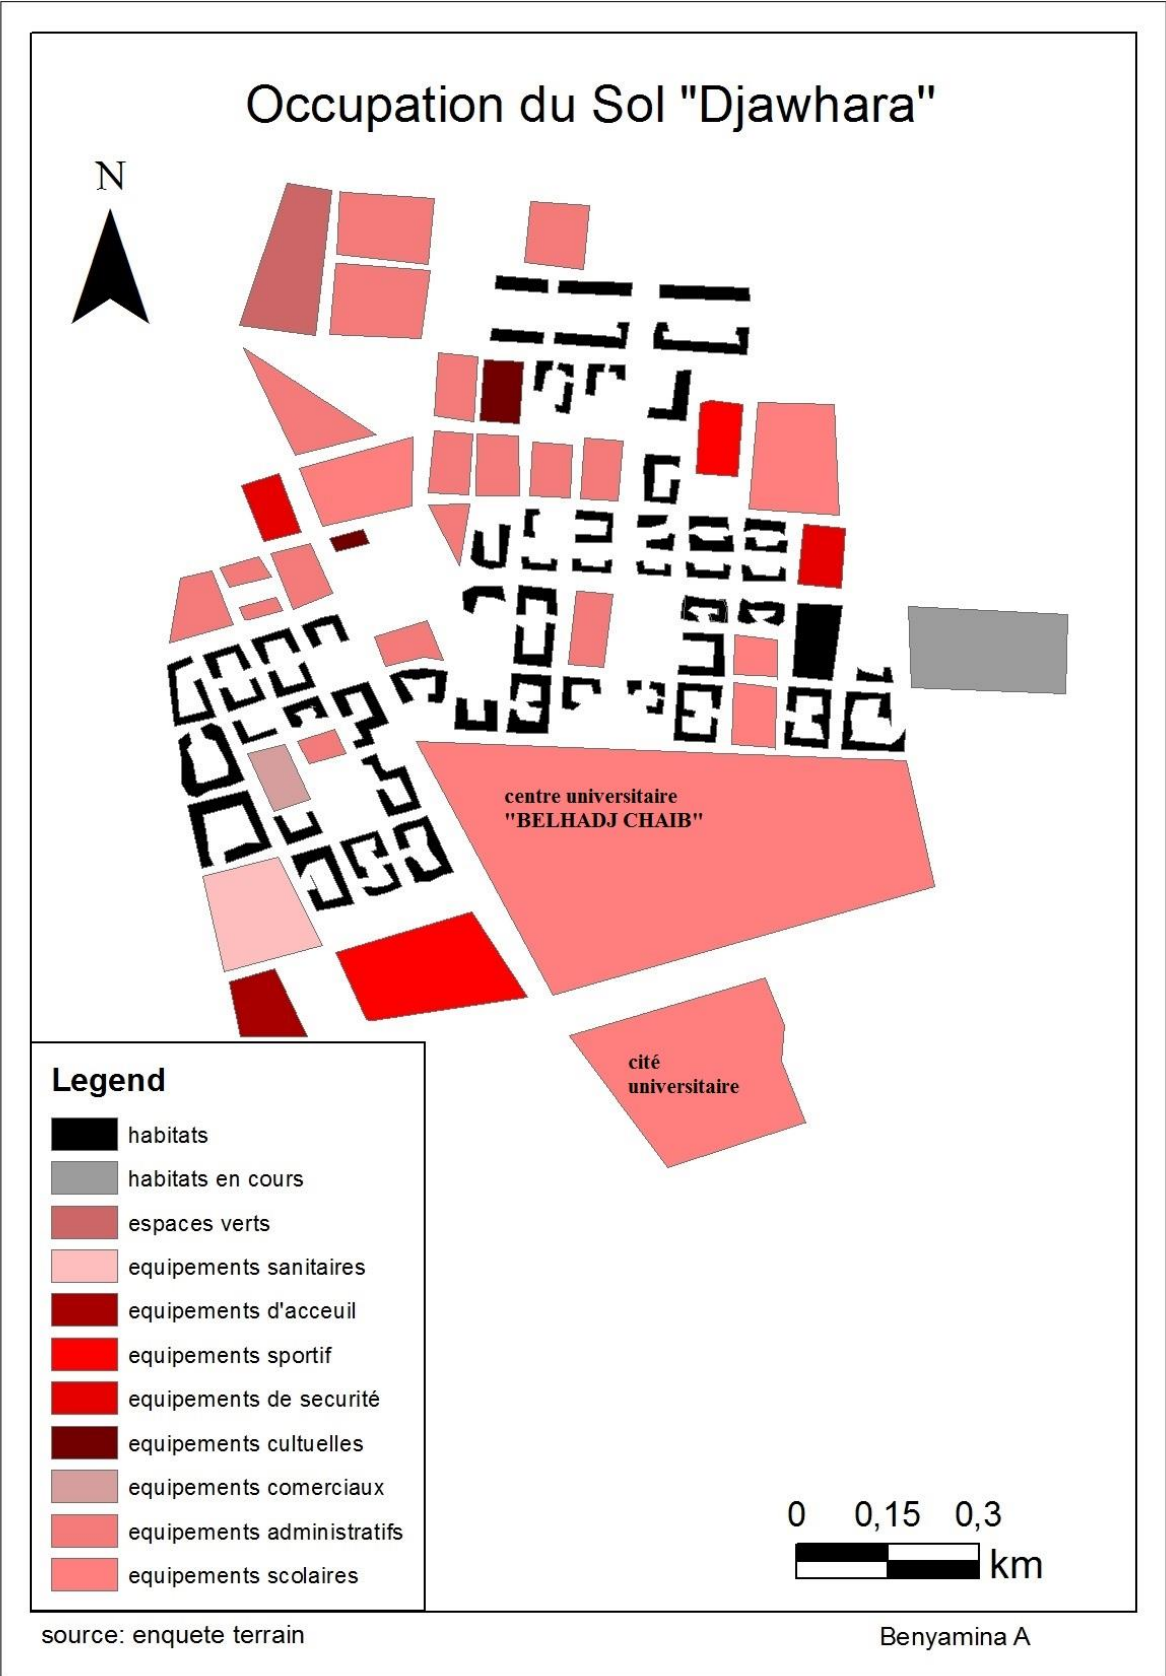 Occupation du Sol "Djawhara"
N
centre universitaire
"BELHADJ CHAIB"
cité
universitaire
Legend
habitats
habitats en cours
espaces verts
equipements sanitaires
equipements d'acceuil
equipements sportif
equipements de securité
equipements cultuelles
equipements comerciaux
equipements administratifs
equipements scolaires
0 0,15 0,3
km
source: enquete terrain
Benyamina A